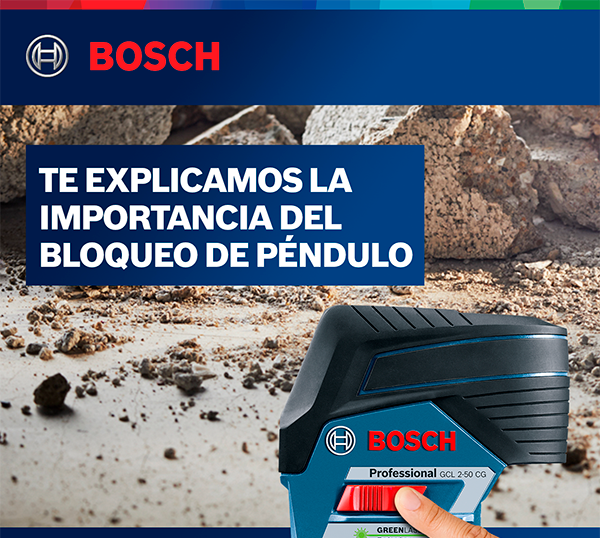 BOSCH
TE EXPLICAMOS LA
IMPORTANCIA DEL
BLOQUEO DE PÉNDULO
BOSCH
Professional GCL 2-50 CG